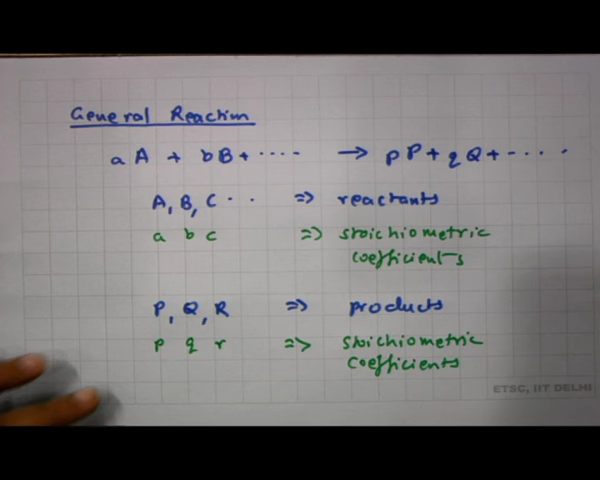 General Reaction
aA + bB + ···· → pP + qQ + ····
A, B, C ·· ⇒ reactants
a b c ⇒ stoichiometric
coefficients
P, Q, R ⇒ products
p q r ⇒ stoichiometric
coefficients
ETSC, IIT DELHI